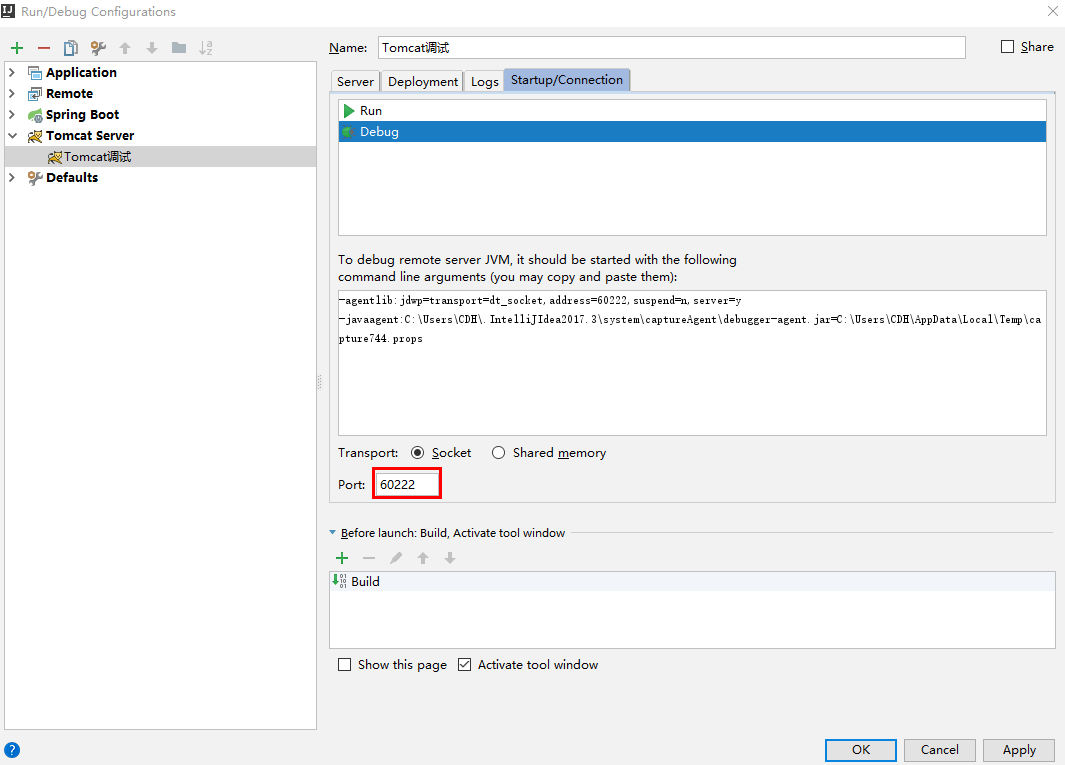 Run/Debug Configurations
Name: Tomcat调试
Share
Application
Remote
Spring Boot
Tomcat Server
Tomcat调试
Defaults
Server Deployment Logs Startup/Connection
Run
Debug
To debug remote server JVM, it should be started with the following
command line arguments (you may copy and paste them):
-agentlib:jdwp=transport=dt_socket,address=60222,suspend=n,server=y
-javaagent:C:\Users\CDH\.IntelliJIdea2017.3\system\captureAgent\debugger-agent.jar=C:\Users\CDH\AppData\Local\Temp\ca
pture744.props
Transport: Socket Shared memory
Port: 60222
Before launch: Build, Activate tool window
Build
Show this page Activate tool window
OK Cancel Apply